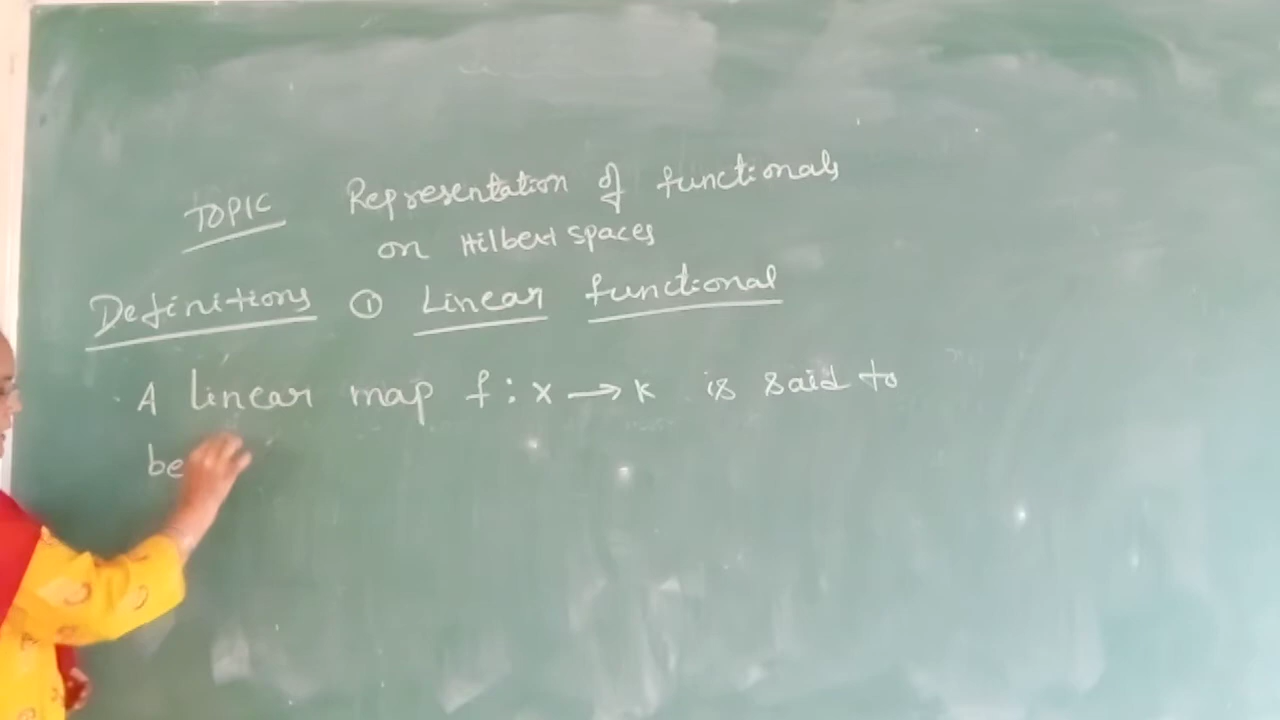 TOPIC Representation of functionals
on Hilbert spaces
Definitions ① Linear functional
A linear map f : x → k is said to
be